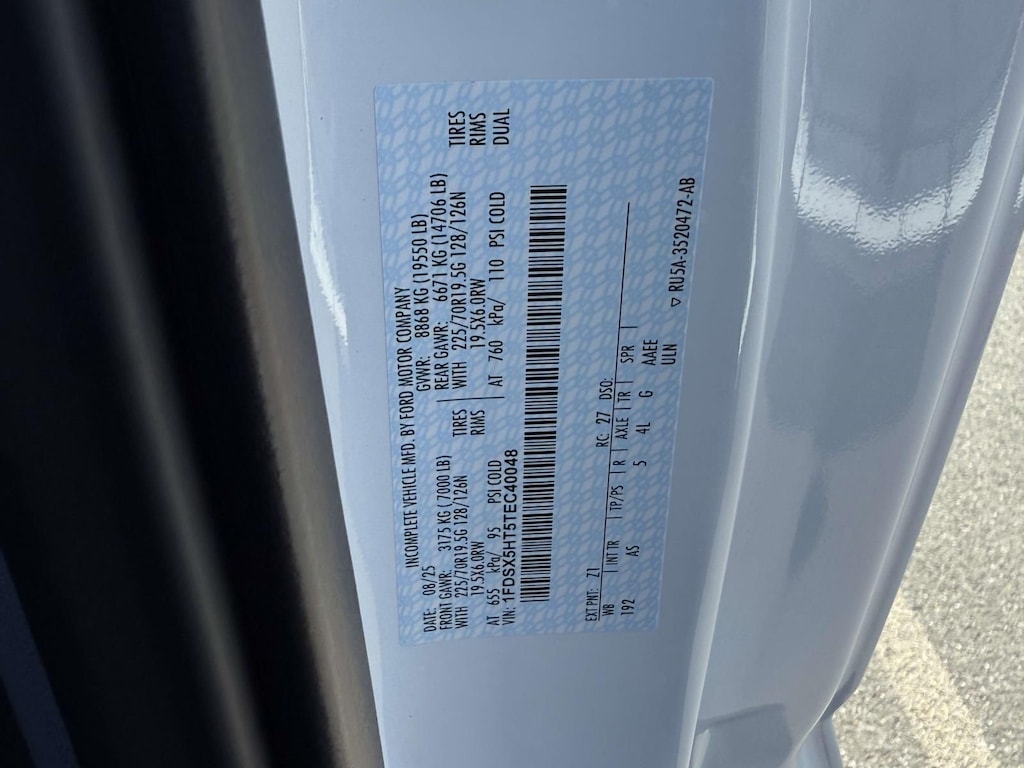 INCOMPLETE VEHICLE MFD. BY FORD MOTOR COMPANY
DATE: 08/25 GVWR: 8868 KG (19550 LB)
FRONT GAWR: 3175 KG (7000 LB) REAR GAWR: 6671 KG (14706 LB)
WITH 225/70R19.5G 128/126N TIRES WITH 225/70R19.5G 128/126N TIRES
19.5X6.0RW RIMS 19.5X6.0RW RIMS
AT 655 kPa/ 95 PSI COLD AT 760 kPa/ 110 PSI COLD DUAL
VIN: 1FDSX5HT5TEC40048
EXT PNT: Z1 RC: 27 DSO:
WB INT TR TP/PS R AXLE TR SPR
192 AS 5 4L G AAEE
ULN
▽ RU5A-3520472-AB